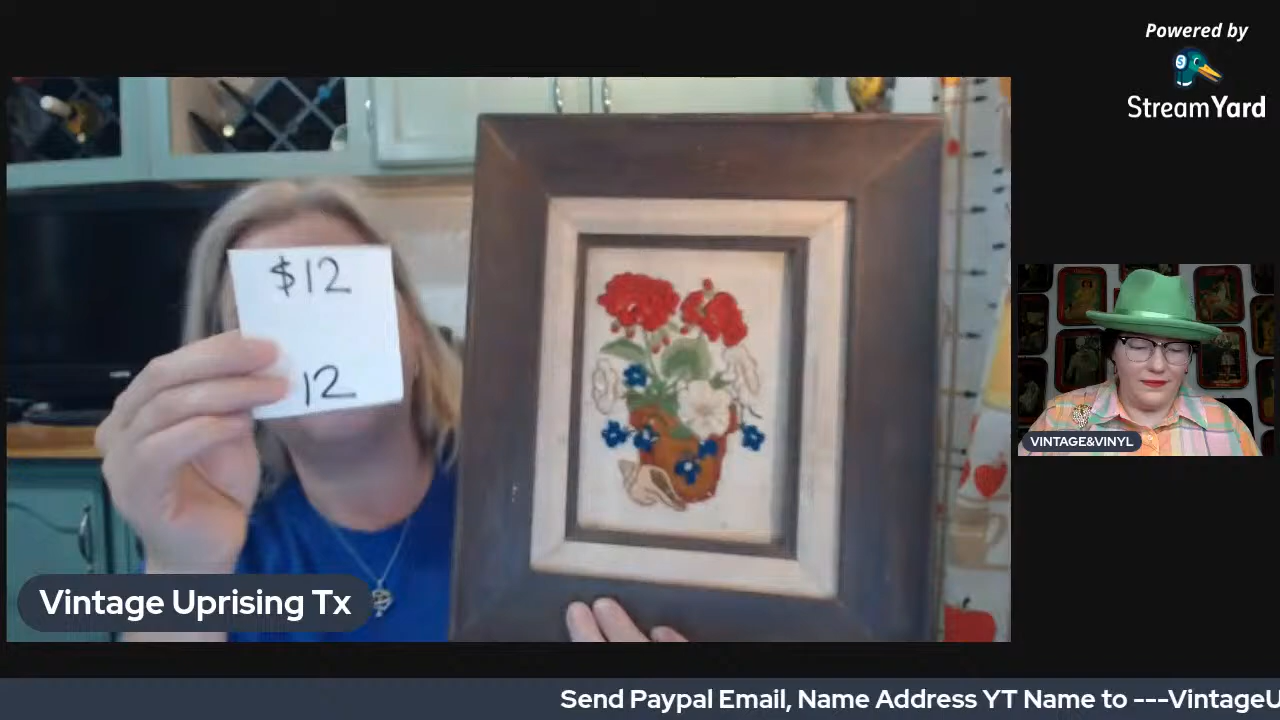 Powered by
StreamYard
$12
12
VINTAGE&VINYL
Vintage Uprising Tx
Send Paypal Email, Name Address YT Name to ---VintageU